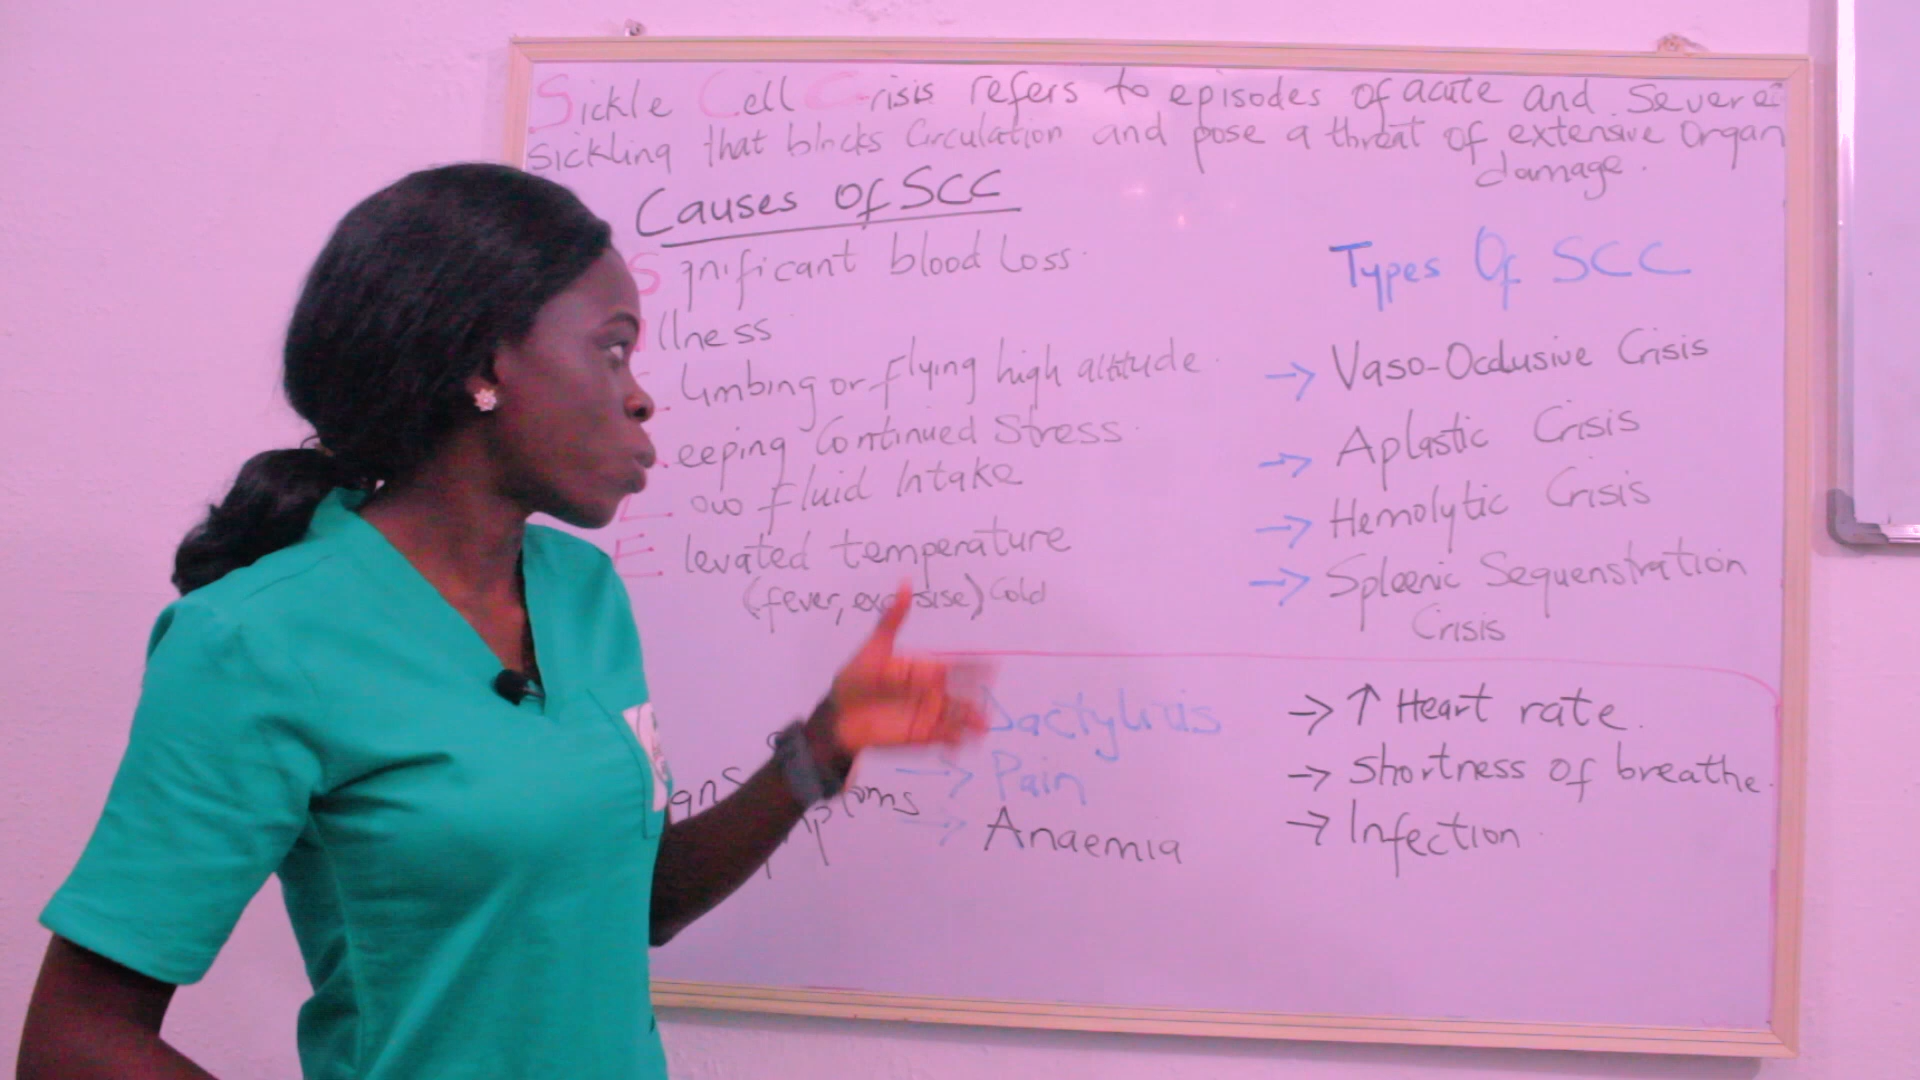 Sickle Cell Crisis refers to episodes of acute and severe
sickling that blocks Circulation and pose a threat of extensive Organ
damage.
Causes Of SCC
Significant blood Loss.
illness
limbing or flying high altitude
eeping Continued Stress.
Low fluid Intake
Elevated temperature
(fever, exersise) Cold
Types Of SCC
→ Vaso-Occlusive Crisis
→ Aplastic Crisis
→ Hemolytic Crisis
→ Spleenic Sequenstration
Crisis
Dactylitis
→ Pain
→ Anaemia
→ ↑ Heart rate.
→ Shortness of breathe.
→ Infection